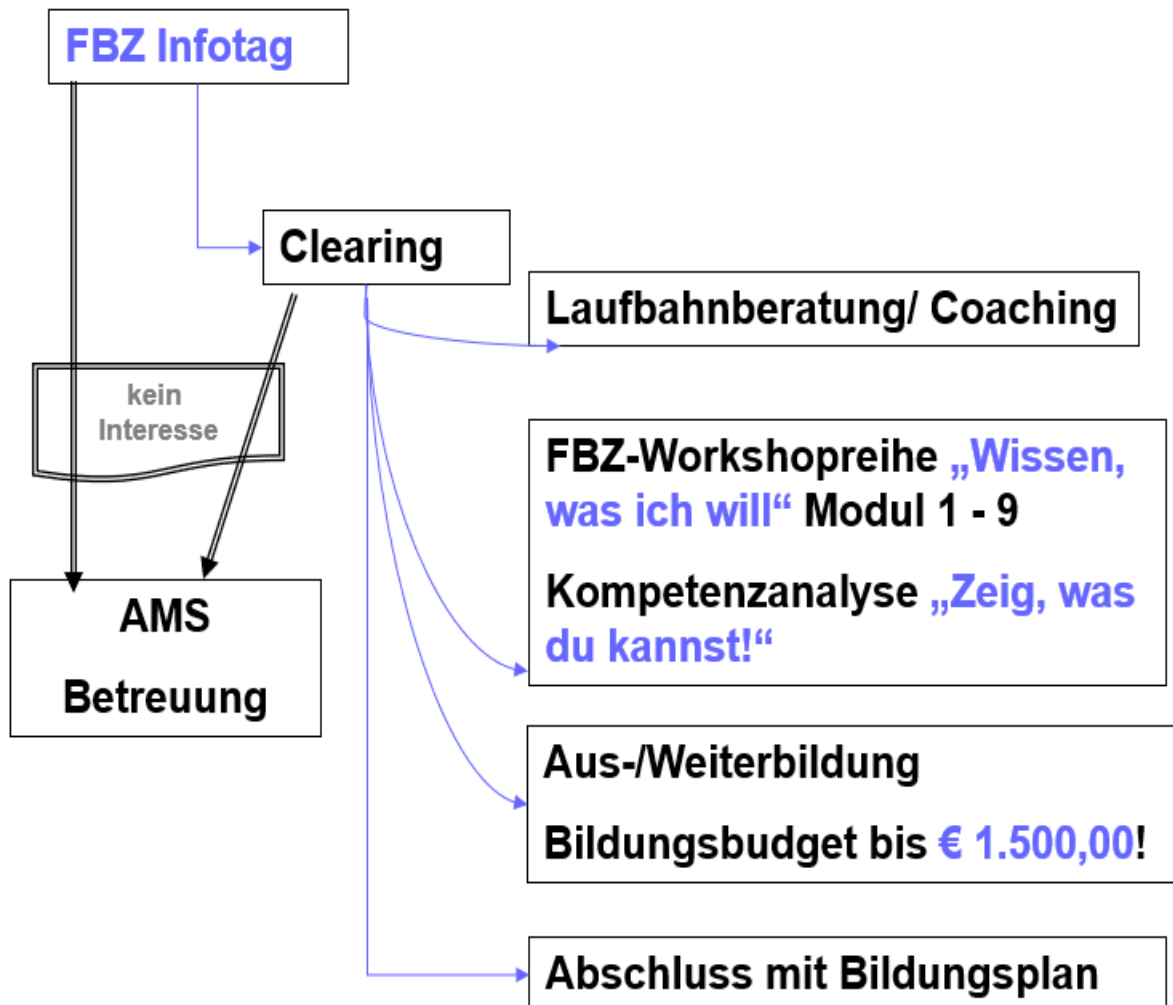 FBZ Infotag
Clearing
Laufbahnberatung/ Coaching
kein
Interesse
FBZ-Workshopreihe „Wissen,
was ich will“ Modul 1 - 9
Kompetenzanalyse „Zeig, was
du kannst!“
AMS
Betreuung
Aus-/Weiterbildung
Bildungsbudget bis € 1.500,00!
Abschluss mit Bildungsplan